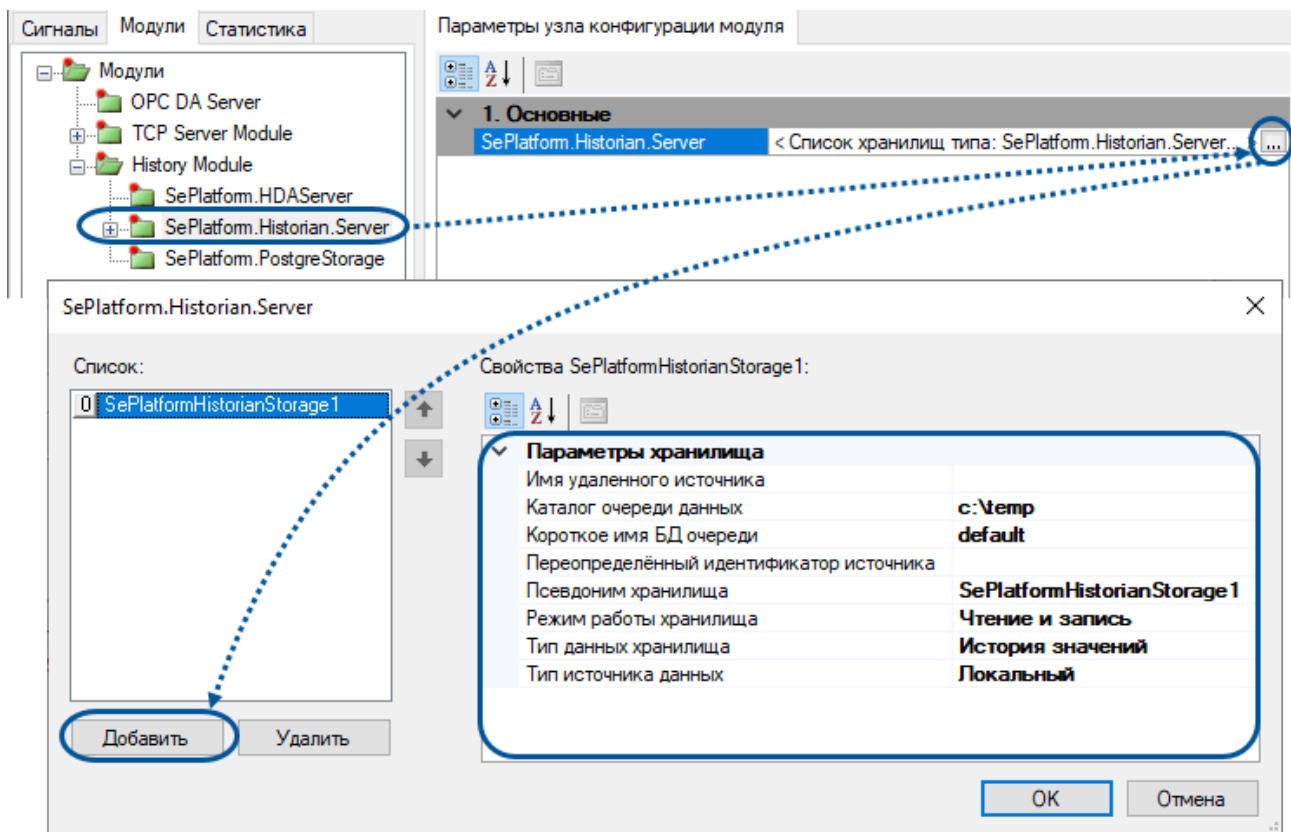 Сигналы Модули Статистика
Параметры узла конфигурации модуля
Модули
OPC DA Server
TCP Server Module
History Module
SePlatform.HDAServer
SePlatform.Historian.Server
SePlatform.PostgreStorage
1. Основные
SePlatform.Historian.Server < Список хранилищ типа: SePlatform.Historian.Server... ...
SePlatform.Historian.Server
Список:
0 SePlatformHistorianStorage1
Добавить Удалить
Свойства SePlatformHistorianStorage1:
Параметры хранилища
Имя удаленного источника
Каталог очереди данных c:\temp
Короткое имя БД очереди default
Переопределённый идентификатор источника
Псевдоним хранилища SePlatformHistorianStorage1
Режим работы хранилища Чтение и запись
Тип данных хранилища История значений
Тип источника данных Локальный
OK Отмена